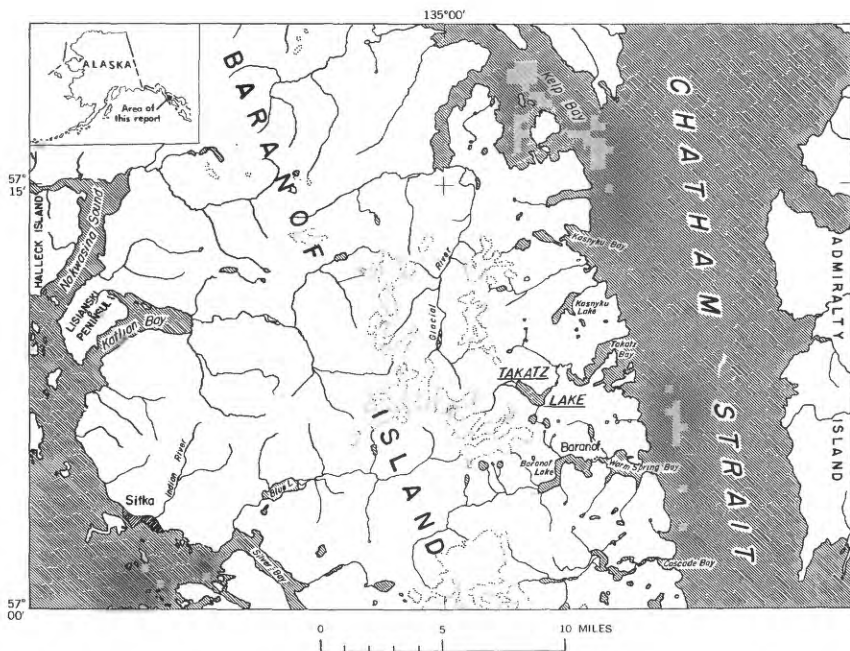 135°00'
ALASKA
Area of
this report
BARANOF
ISLAND
Kelp Bay
CHATHAM
STRAIT
57°
15'
HALLECK ISLAND
Nakwasina Sound
LISIANSKI
PENINSULA
Katlian Bay
Glacial River
Kasnyku Bay
Kasnyku
Lake
Takatz
Bay
ADMIRALTY
ISLAND
TAKATZ
LAKE
Baranof
Baranof
Lake
Warm Spring Bay
Indian River
Blue L.
Sitka
Silver Bay
Cascade Bay
57°
00'
0 5 10 MILES